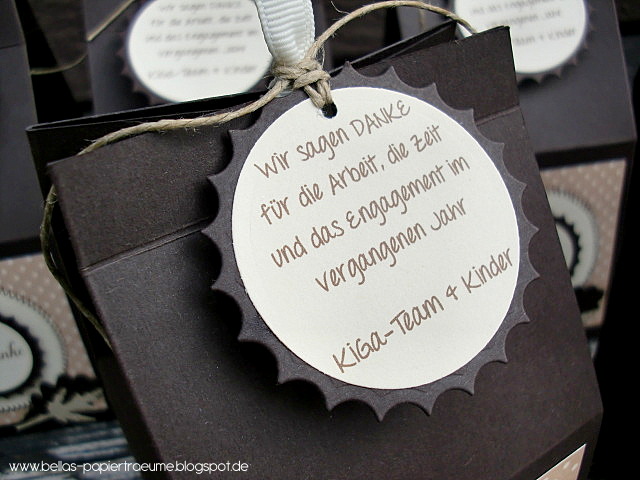 Wir sagen DANKE
für die Arbeit, die Zeit
und das Engagement im
vergangenen Jahr
KiGa-Team & Kinder
www.bellas-papiertraeume.blogspot.de